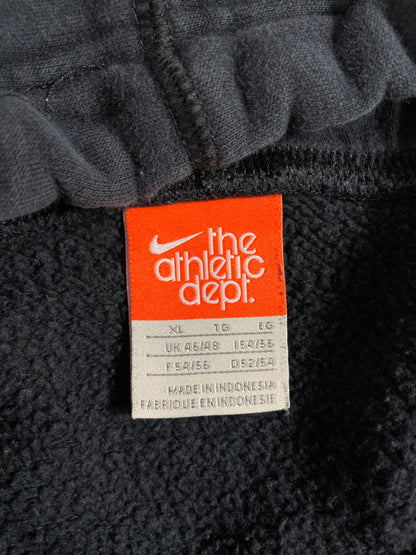 the
athletic
dept.
XL TG EG
UK 46/48 I 54/56
F 54/56 D 52/54
MADE IN INDONESIA
FABRIQUE EN INDONESIE